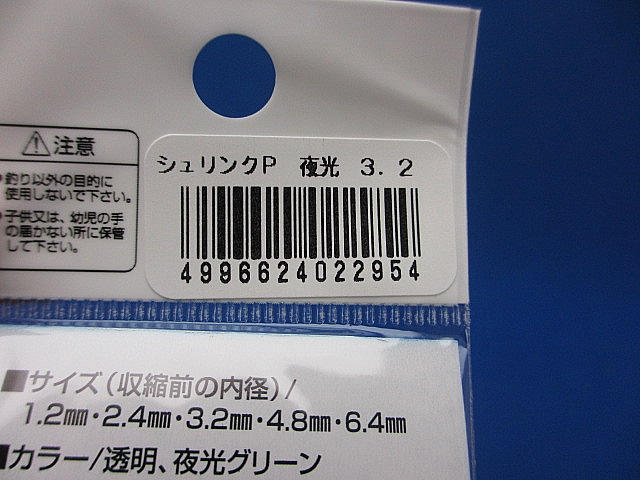 ⚠注意
シュリンクP 夜光 3.2
・釣り以外の目的に
使用しないで下さい。
・子供又は、幼児の手
の届かない所に保管
して下さい。
4996624022954
■サイズ(収縮前の内径)/
1.2㎜・2.4㎜・3.2㎜・4.8㎜・6.4㎜
■カラー/透明、夜光グリーン